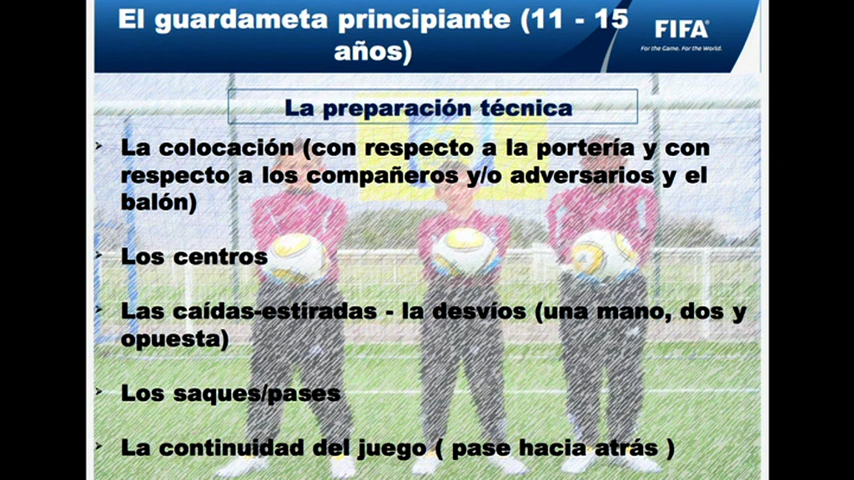 El guardameta principiante (11 - 15
años)
FIFA®
For the Game. For the World.
La preparación técnica
La colocación (con respecto a la portería y con
respecto a los compañeros y/o adversarios y el
balón)
Los centros
Las caídas-estiradas - la desvíos (una mano, dos y
opuesta)
Los saques/pases
La continuidad del juego ( pase hacia atrás )